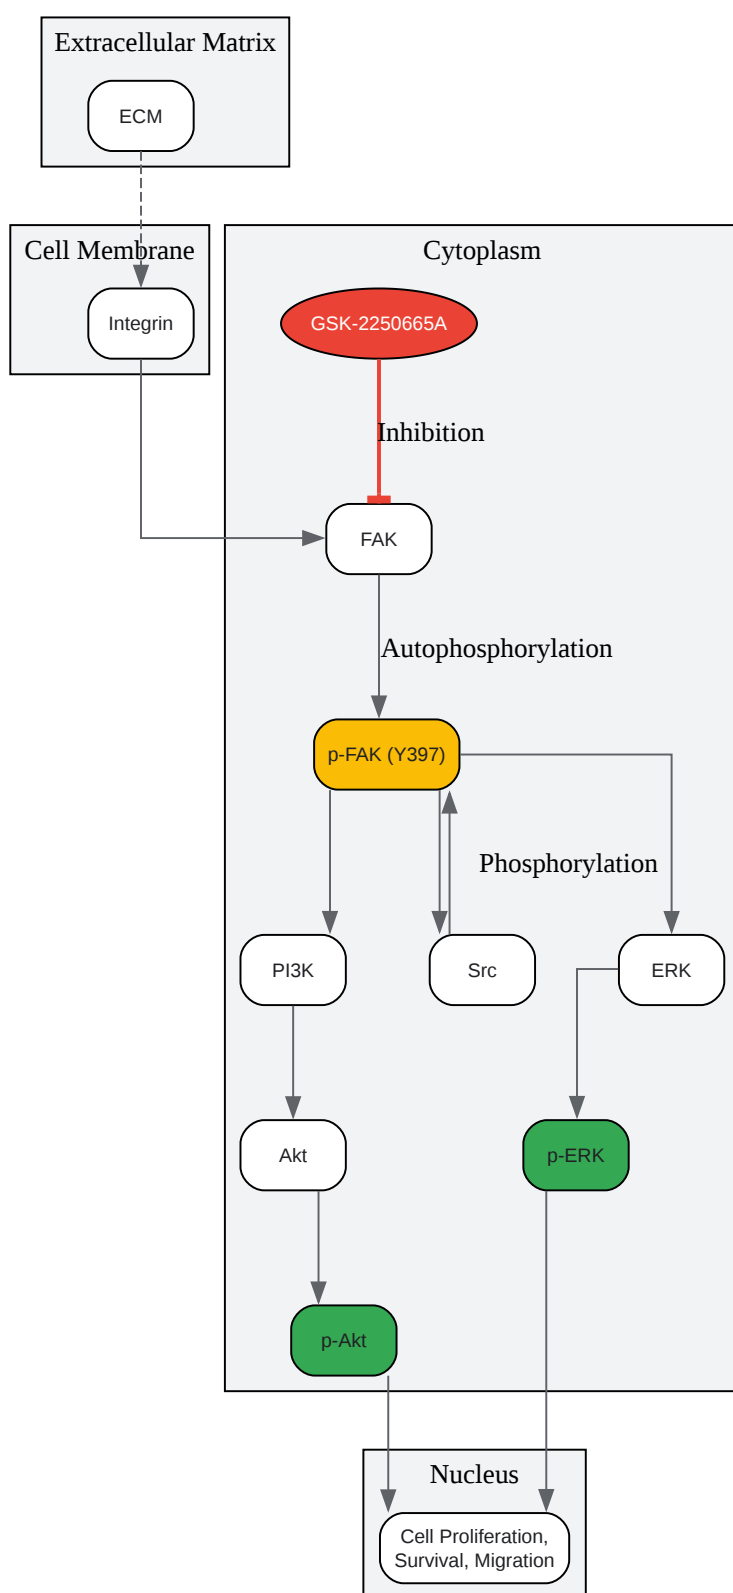 Extracellular Matrix
ECM
Cell Membrane
Cytoplasm
Integrin
GSK-2250665A
Inhibition
FAK
Autophosphorylation
p-FAK (Y397)
Phosphorylation
PI3K
Src
ERK
Akt
p-ERK
p-Akt
Nucleus
Cell Proliferation,
Survival, Migration